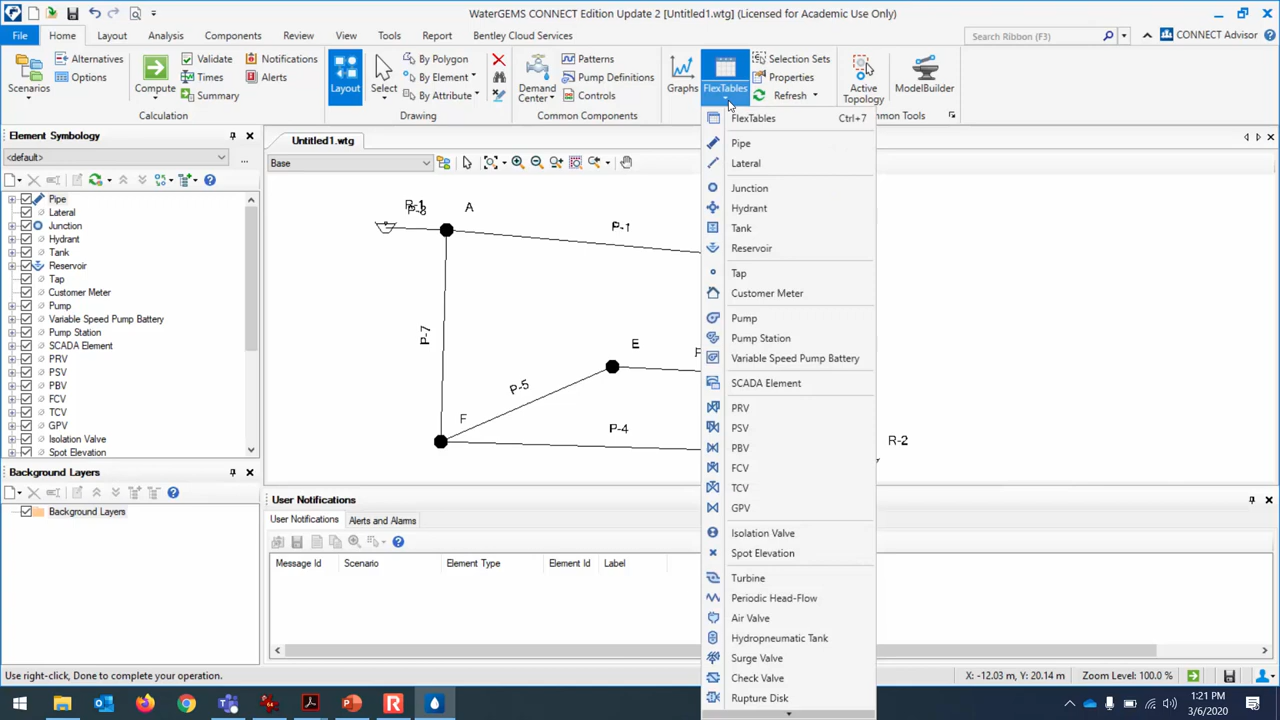 WaterGEMS CONNECT Edition Update 2 [Untitled1.wtg] (Licensed for Academic Use Only)
File Home Layout Analysis Components Review View Tools Report Bentley Cloud Services Search Ribbon (F3) CONNECT Advisor
Scenarios
Alternatives
Options
Compute
Validate
Times
Summary
Notifications
Alerts
Calculation
Layout
Select
By Polygon
By Element
By Attribute
Drawing
Demand Center
Patterns
Pump Definitions
Controls
Graphs
FlexTables
Selection Sets
Properties
Refresh
Active Topology
ModelBuilder
mon Tools
Element Symbology
<default>
...
Pipe
Lateral
Junction
Hydrant
Tank
Reservoir
Tap
Customer Meter
Pump
Variable Speed Pump Battery
Pump Station
SCADA Element
PRV
PSV
PBV
FCV
TCV
GPV
Isolation Valve
Spot Elevation
Background Layers
Background Layers
Untitled1.wtg
Base
A
P-1
P-7
E
P-5
F
P-4
R-2
FlexTables Ctrl+7
Pipe
Lateral
Junction
Hydrant
Tank
Reservoir
Tap
Customer Meter
Pump
Pump Station
Variable Speed Pump Battery
SCADA Element
PRV
PSV
PBV
FCV
TCV
GPV
Isolation Valve
Spot Elevation
Turbine
Periodic Head-Flow
Air Valve
Hydropneumatic Tank
Surge Valve
Check Valve
Rupture Disk
User Notifications
User Notifications Alerts and Alarms
Message Id Scenario Element Type Element Id Label
Use right-click, Done to complete your operation.
X: -12.03 m, Y: 20.14 m Zoom Level: 100.0 %
1:21 PM
3/6/2020